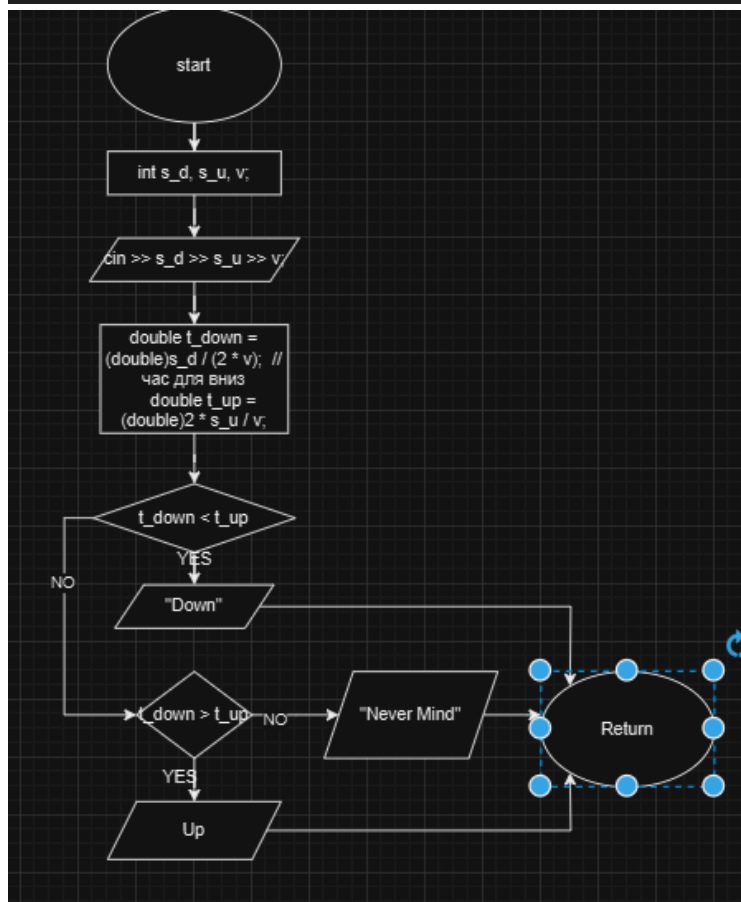 start
int s_d, s_u, v;
cin >> s_d >> s_u >> v;
double t_down =
(double)s_d / (2 * v); //
час для вниз
double t_up =
(double)2 * s_u / v;
t_down < t_up
YES
NO
"Down"
t_down > t_up
NO
"Never Mind"
Return
YES
Up